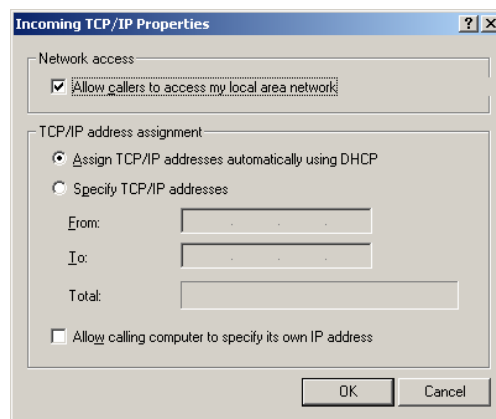 Incoming TCP/IP Properties
Network access
Allow callers to access my local area network
TCP/IP address assignment
Assign TCP/IP addresses automatically using DHCP
Specify TCP/IP addresses
From:
To:
Total:
Allow calling computer to specify its own IP address
OK Cancel